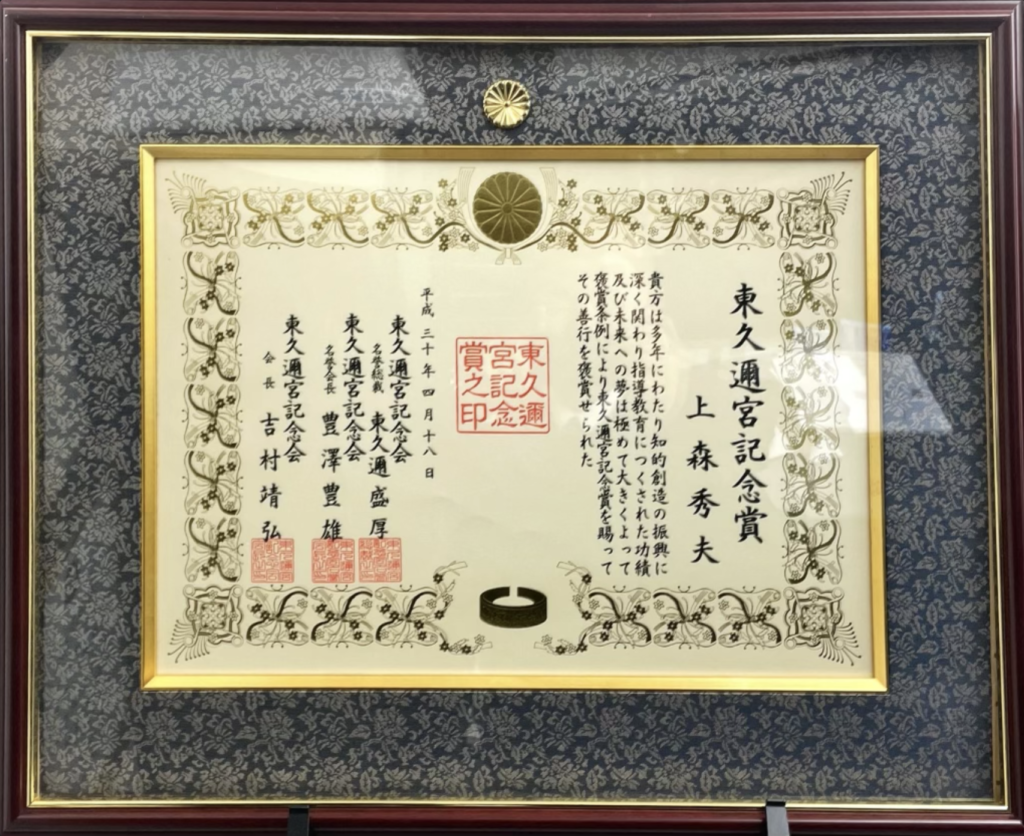 東久邇宮記念賞
上森秀夫
貴方は多年にわたり知的創造の振興に
深く関わり指導教育につくされた功績
及び未来への夢は極めて大きくよって
褒賞条例により東久邇宮記念賞を賜って
その善行を褒賞せられた
東久邇
宮記念
賞之印
平成三十年四月十八日
東久邇宮記念会
名誉総裁 東久邇盛厚
東久邇宮記念会
名誉会長 豊澤豊雄
東久邇宮記念会
会長 吉村靖弘